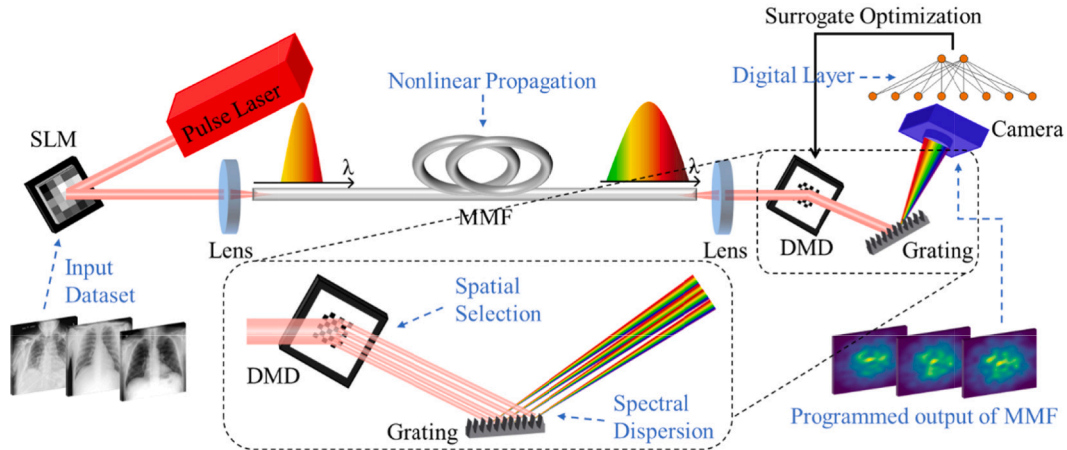 Surrogate Optimization
Pulse Laser
Nonlinear Propagation
Digital Layer
SLM
Camera
λ
λ
MMF
Lens
Lens
DMD
Grating
Input
Dataset
Spatial
Selection
DMD
Grating
Spectral
Dispersion
Programmed output of MMF